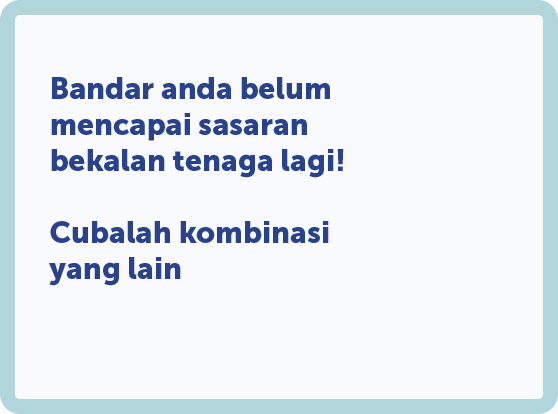 Bandar anda belum
mencapai sasaran
bekalan tenaga lagi!
Cubalah kombinasi
yang lain